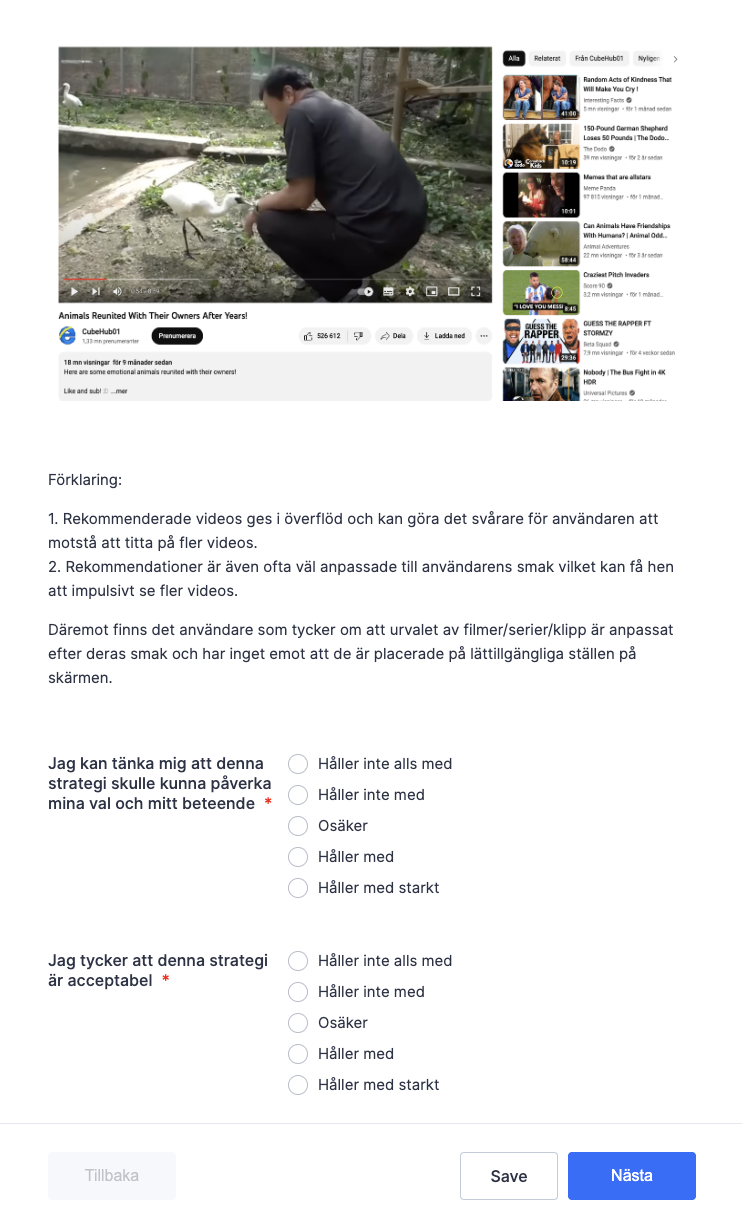 Alla
Relaterat
Från CubeHub01
Nyligen
Random Acts of Kindness That
Will Make You Cry !
Interesting Facts
5 mn visningar • för 1 månad sedan
41:00
150-Pound German Shepherd
Loses 50 Pounds | The Dodo...
The Dodo
39 mn visningar • för 2 år sedan
10:19
Memes that are allstars
Meme Panda
97 815 visningar • för 1 månad...
10:01
Can Animals Have Friendships
With Humans? | Animal Odd...
Animal Adventures
22 mn visningar • för 3 år sedan
50:44
Craziest Pitch Invaders
Score 90
3,2 mn visningar • för 1 månad...
"I LOVE YOU MESSI
8:45
GUESS THE RAPPER FT
STORMZY
Beta Squad
7,9 mn visningar • för 4 veckor sedan
GUESS THE
RAPPER
29:36
Nobody | The Bus Fight in 4K
HDR
Universal Pictures
Animals Reunited With Their Owners After Years!
CubeHub01
1,33 mn prenumeranter
Prenumerera
526 612
Dela
Ladda ned
18 mn visningar för 9 månader sedan
Here are some emotional animals reunited with their owners!
Like and sub! ...mer
Förklaring:
1. Rekommenderade videos ges i överflöd och kan göra det svårare för användaren att
motstå att titta på fler videos.
2. Rekommendationer är även ofta väl anpassade till användarens smak vilket kan få hen
att impulsivt se fler videos.
Däremot finns det användare som tycker om att urvalet av filmer/serier/klipp är anpassat
efter deras smak och har inget emot att de är placerade på lättillgängliga ställen på
skärmen.
Jag kan tänka mig att denna
strategi skulle kunna påverka
mina val och mitt beteende *
Håller inte alls med
Håller inte med
Osäker
Håller med
Håller med starkt
Jag tycker att denna strategi
är acceptabel *
Håller inte alls med
Håller inte med
Osäker
Håller med
Håller med starkt
Tillbaka
Save
Nästa